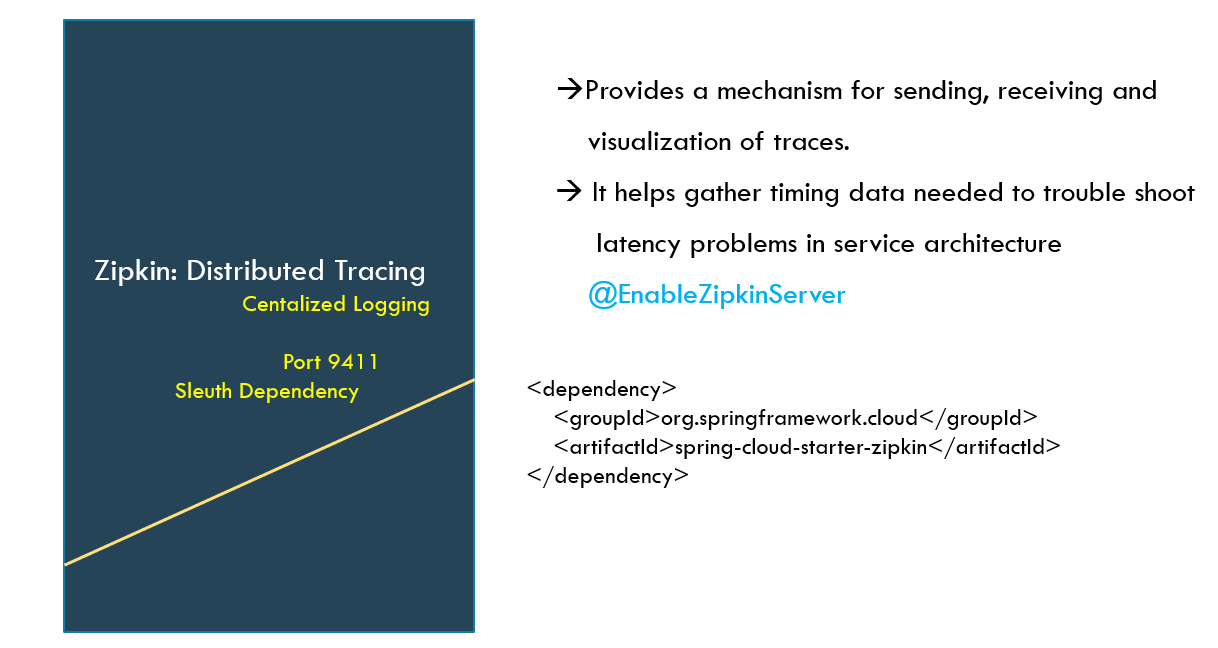 Zipkin: Distributed Tracing
Centalized Logging
Port 9411
Sleuth Dependency
→Provides a mechanism for sending, receiving and
visualization of traces.
→ It helps gather timing data needed to trouble shoot
latency problems in service architecture
@EnableZipkinServer
<dependency>
<groupId>org.springframework.cloud</groupId>
<artifactId>spring-cloud-starter-zipkin</artifactId>
</dependency>